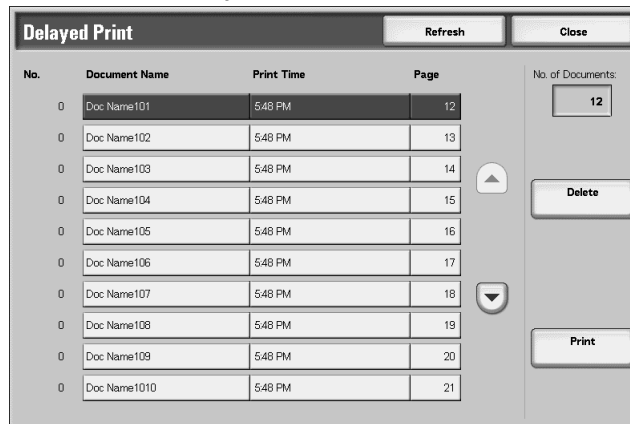 Delayed Print Refresh Close
No. Document Name Print Time Page No. of Documents:
12
0 Doc Name101 5:48 PM 12
0 Doc Name102 5:48 PM 13
0 Doc Name103 5:48 PM 14
0 Doc Name104 5:48 PM 15
Delete
0 Doc Name105 5:48 PM 16
0 Doc Name106 5:48 PM 17
0 Doc Name107 5:48 PM 18
0 Doc Name108 5:48 PM 19
Print
0 Doc Name109 5:48 PM 20
0 Doc Name1010 5:48 PM 21